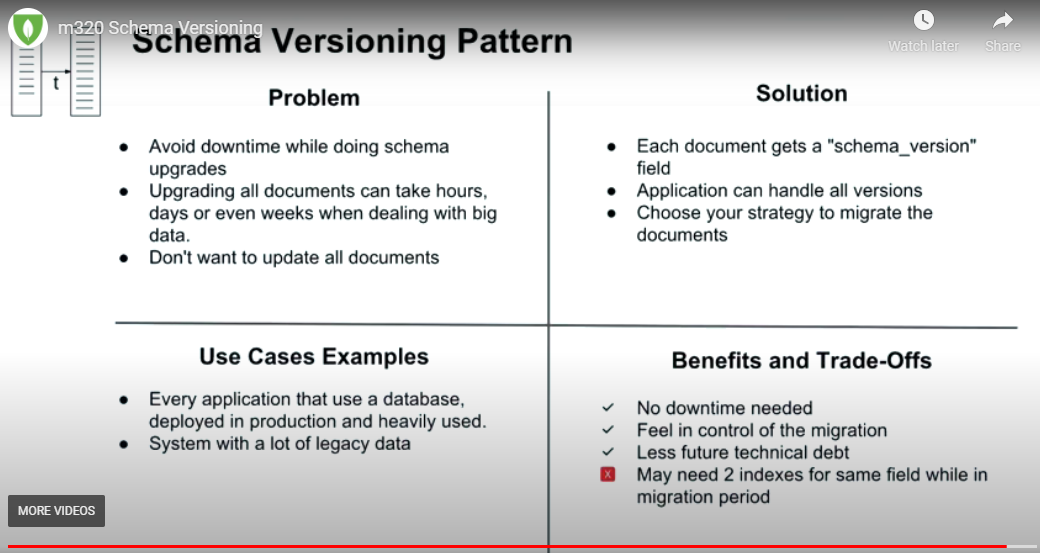 m320 Schema Versioning
Schema Versioning Pattern
Watch later
Share
t
Problem
Avoid downtime while doing schema
upgrades
Upgrading all documents can take hours,
days or even weeks when dealing with big
data.
Don't want to update all documents
Solution
Each document gets a "schema_version"
field
Application can handle all versions
Choose your strategy to migrate the
documents
Use Cases Examples
Every application that use a database,
deployed in production and heavily used.
System with a lot of legacy data
Benefits and Trade-Offs
No downtime needed
Feel in control of the migration
Less future technical debt
X May need 2 indexes for same field while in
migration period
MORE VIDEOS